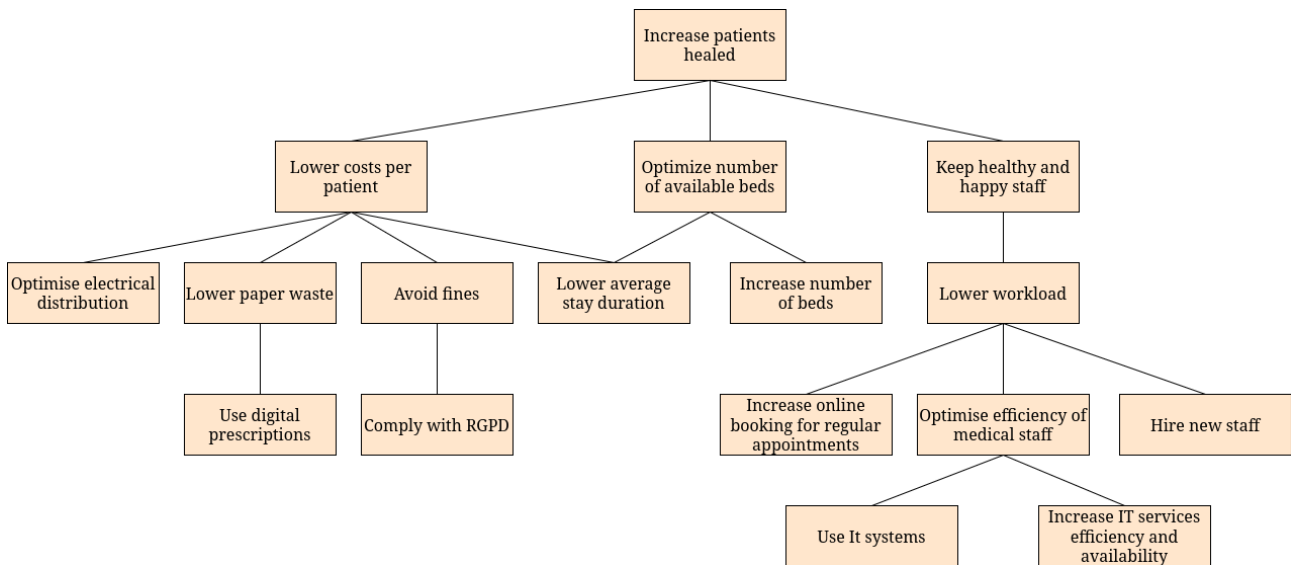 Increase patients
healed
Lower costs per
patient
Optimize number
of available beds
Keep healthy and
happy staff
Optimise electrical
distribution
Lower paper waste
Avoid fines
Lower average
stay duration
Increase number
of beds
Lower workload
Use digital
prescriptions
Comply with RGPD
Increase online
booking for regular
appointments
Optimise efficiency of
medical staff
Hire new staff
Use It systems
Increase IT services
efficiency and
availability